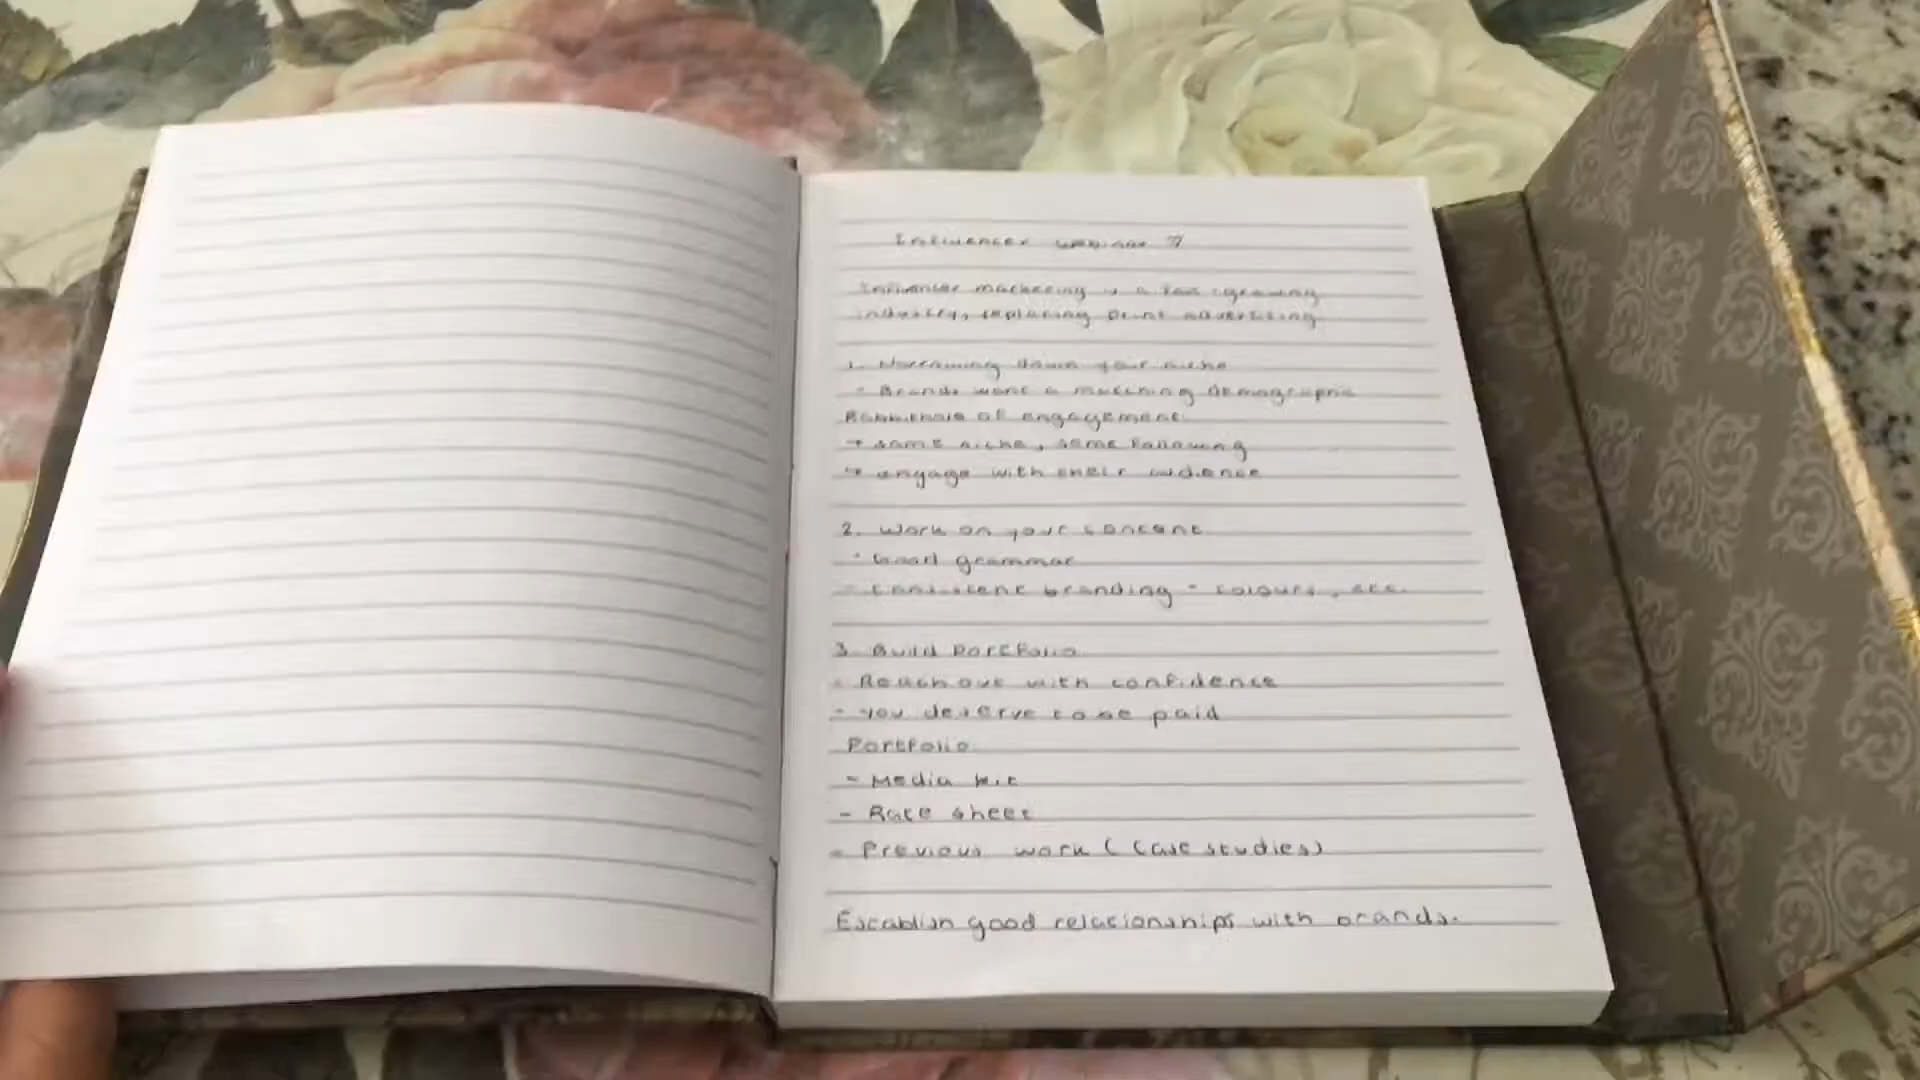 Influencer webinar 7
Influencer marketing is a fast-growing
industry, replacing print advertising
1. Narrowing down your niche
- Brands want a matching demographic
of engagement
→ same niche, same following
→ engage with their audience
2. Work on your content
- Good grammar
- Consistent branding - colours, etc.
3. Build portfolio
- Reach out with confidence
- You deserve to be paid
Portfolio
- Media kit
- Rate sheet
- Previous work (case studies)
Establish good relationships with brands.